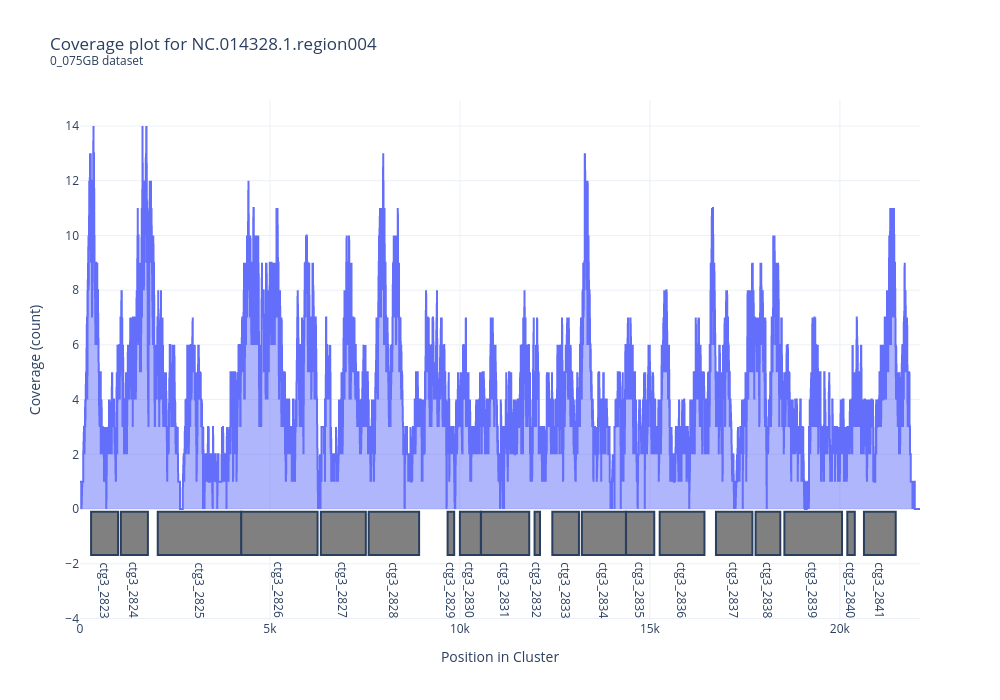 Coverage plot for NC.014328.1.region004
0_075GB dataset
14
12
10
8
6
4
2
0
−2
−4
Coverage (count)
ctg3_2823
ctg3_2824
ctg3_2825
ctg3_2826
ctg3_2827
ctg3_2828
ctg3_2829
ctg3_2830
ctg3_2831
ctg3_2832
ctg3_2833
ctg3_2834
ctg3_2835
ctg3_2836
ctg3_2837
ctg3_2838
ctg3_2839
ctg3_2840
ctg3_2841
0
5k
10k
15k
20k
Position in Cluster